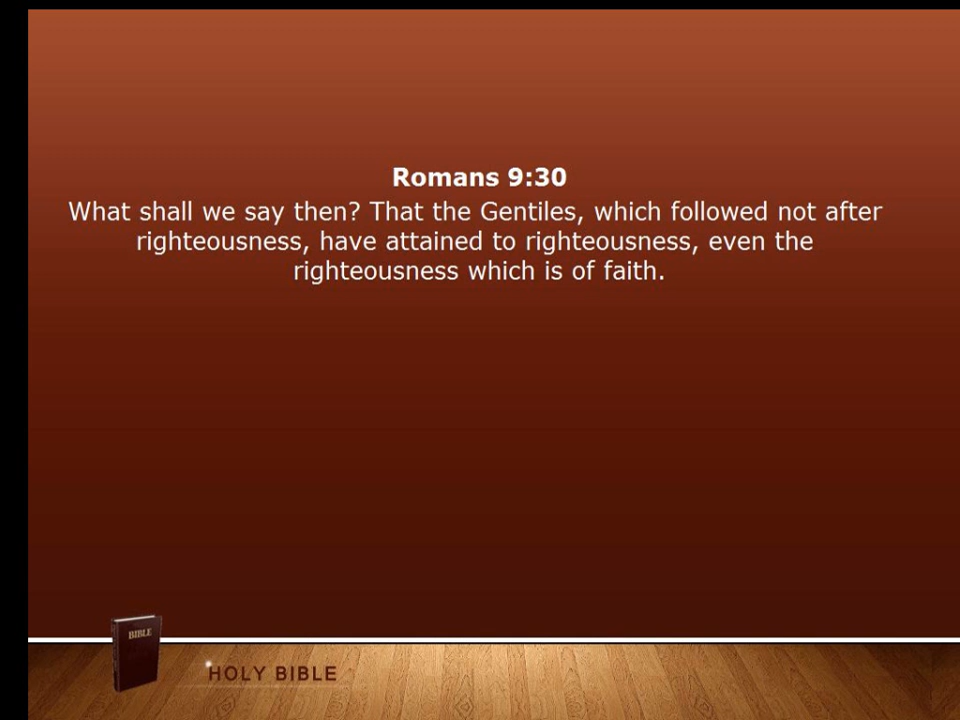 Romans 9:30
What shall we say then? That the Gentiles, which followed not after
righteousness, have attained to righteousness, even the
righteousness which is of faith.
BIBLE
HOLY BIBLE